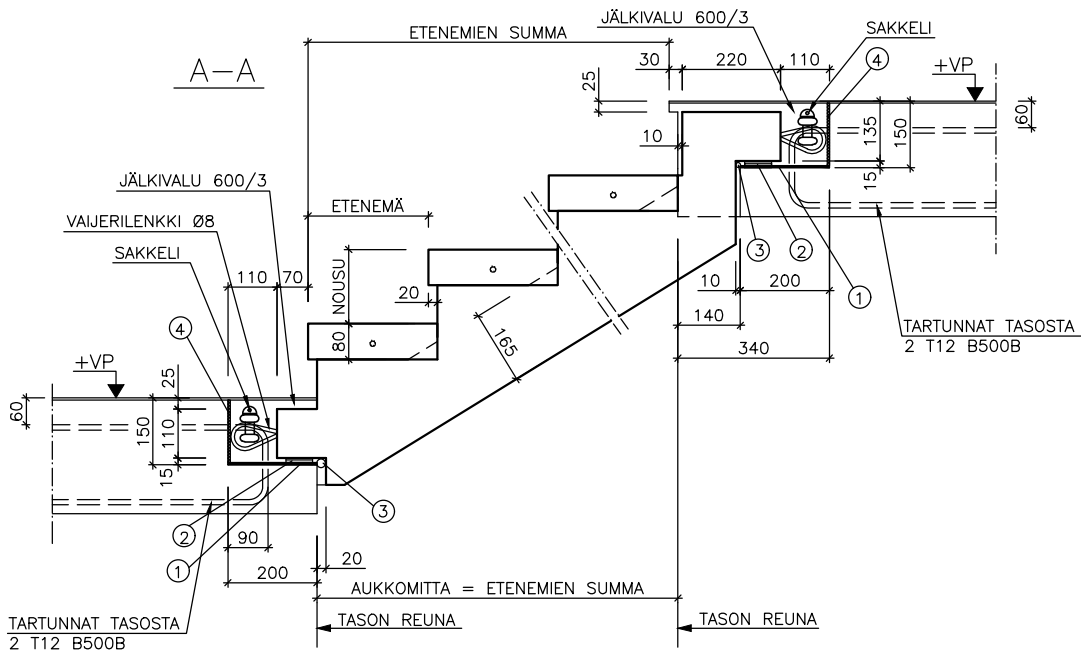 A-A
ETENEMIEN SUMMA
JÄLKIVALU 600/3
SAKKELI
30
220
110
4
+VP
25
60
135
150
15
10
JÄLKIVALU 600/3
ETENEMÄ
VAIJERILENKKI Ø8
SAKKELI
3
2
1
110
70
NOUSU
20
10
200
140
340
TARTUNNAT TASOSTA
2 T12 B500B
165
80
4
+VP
25
60
150
110
15
3
2
90
1
20
200
AUKKOMITTA = ETENEMIEN SUMMA
TASON REUNA
TASON REUNA
TARTUNNAT TASOSTA
2 T12 B500B